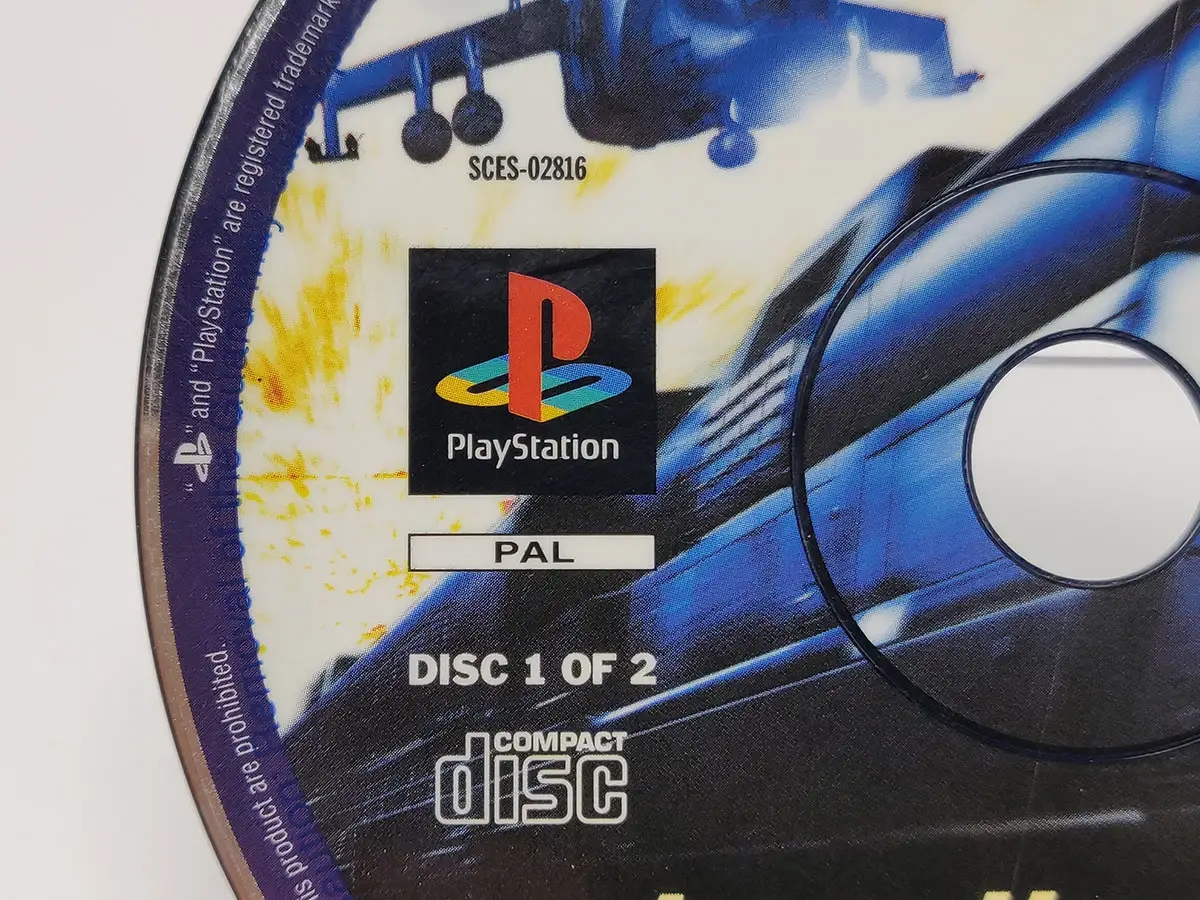 SCES-02816
PlayStation
PAL
DISC 1 OF 2
COMPACT
disc
" and "PlayStation" are registered trademark
is product are prohibited.